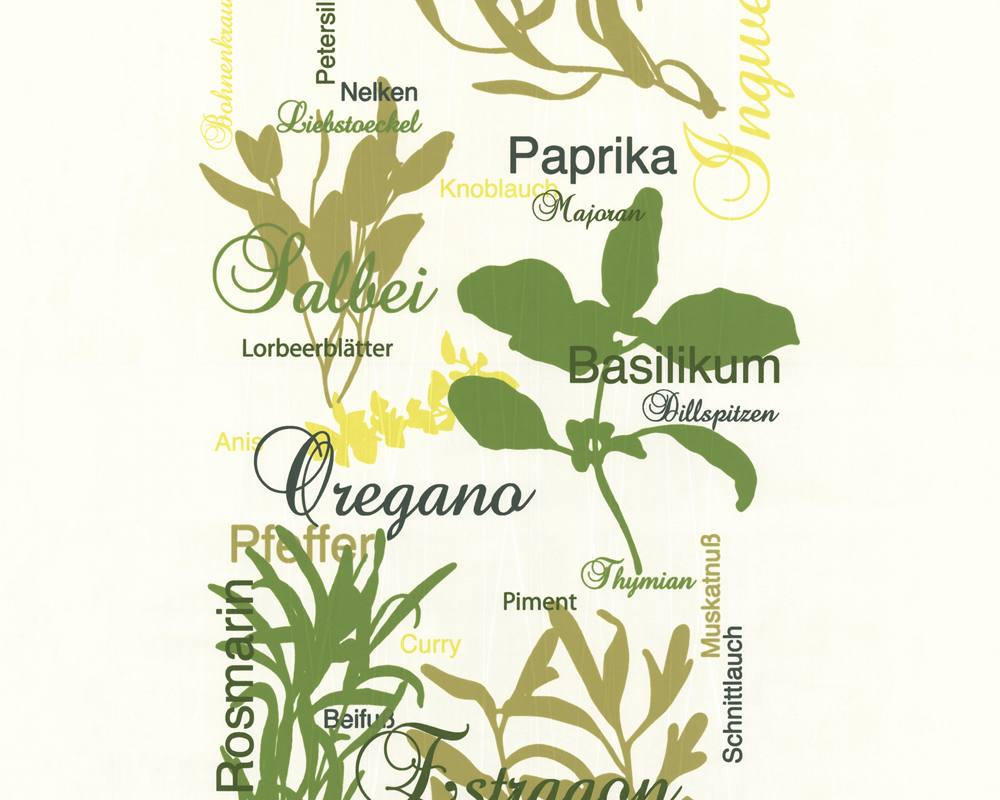 Bohnenkrau
Petersil
Ingwe
Nelken
Liebstoeckel
Paprika
Knoblauch
Majoran
Salbei
Lorbeerblätter
Basilikum
Dillspitzen
Anis
Oregano
Pfeffer
Rosmarin
Thymian
Piment
Muskatnuß
Schnittlauch
Curry
Beifuß
Estragon